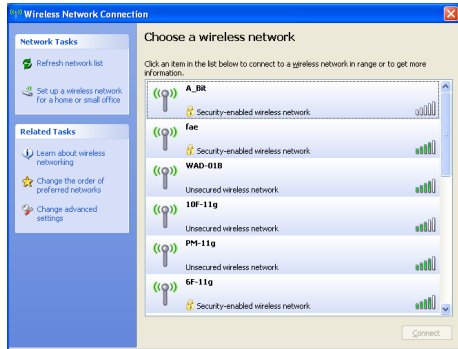 Wireless Network Connection
Network Tasks
Refresh network list
Set up a wireless network
for a home or small office
Related Tasks
Learn about wireless
networking
Change the order of
preferred networks
Change advanced
settings
Choose a wireless network
Click an item in the list below to connect to a wireless network in range or to get more
information.
A_Bit
Security-enabled wireless network
fae
Security-enabled wireless network
WAD-01B
Unsecured wireless network
10F-11g
Unsecured wireless network
PM-11g
Unsecured wireless network
6F-11g
Security-enabled wireless network
Connect